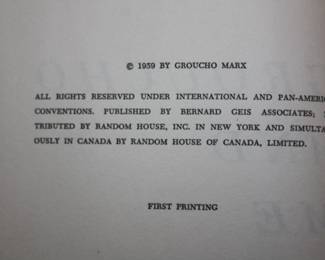 © 1959 BY GROUCHO MARX
ALL RIGHTS RESERVED UNDER INTERNATIONAL AND PAN-AMERIC
CONVENTIONS. PUBLISHED BY BERNARD GEIS ASSOCIATES;
TRIBUTED BY RANDOM HOUSE, INC. IN NEW YORK AND SIMULTA
OUSLY IN CANADA BY RANDOM HOUSE OF CANADA, LIMITED.
FIRST PRINTING